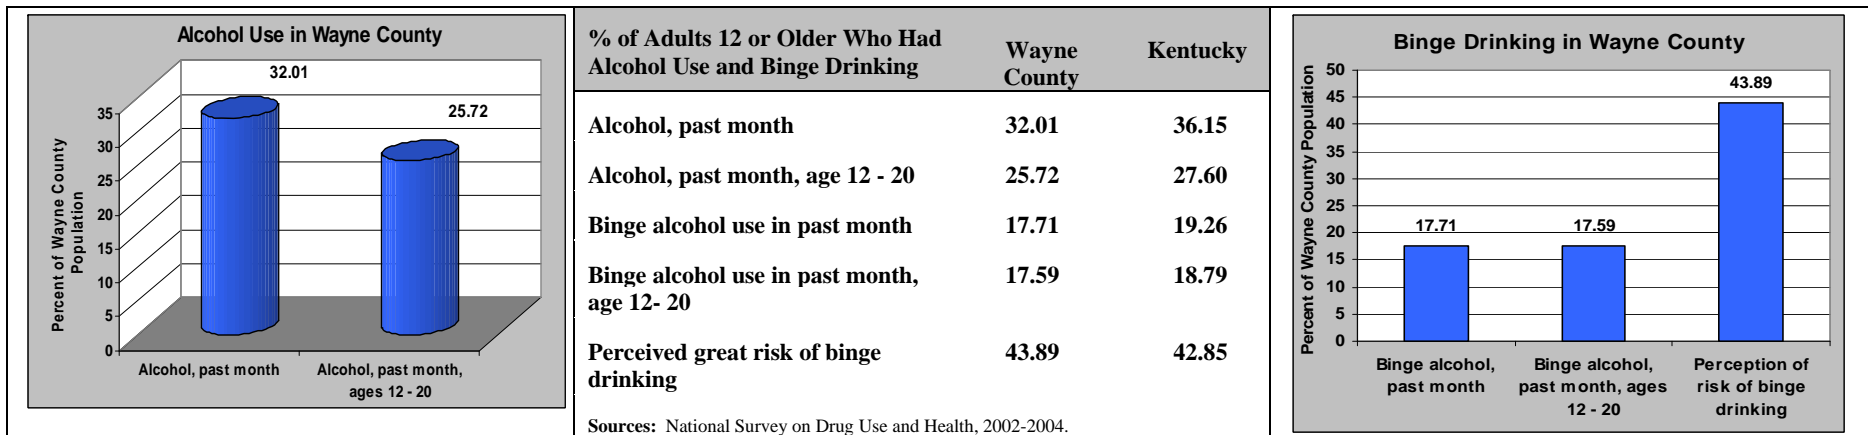 Alcohol Use in Wayne County
32.01
25.72
35
30
25
20
15
10
5
0
Percent of Wayne County
Population
Alcohol, past month
Alcohol, past month,
ages 12 - 20
% of Adults 12 or Older Who Had
Alcohol Use and Binge Drinking
Wayne
County
Kentucky
Alcohol, past month 32.01 36.15
Alcohol, past month, age 12 - 20 25.72 27.60
Binge alcohol use in past month 17.71 19.26
Binge alcohol use in past month,
age 12- 20
17.59 18.79
Perceived great risk of binge
drinking
43.89 42.85
Sources: National Survey on Drug Use and Health, 2002-2004.
Binge Drinking in Wayne County
Percent of Wayne County Population
50
45
40
35
30
25
20
15
10
5
0
17.71
17.59
43.89
Binge alcohol,
past month
Binge alcohol,
past month, ages
12 - 20
Perception of
risk of binge
drinking